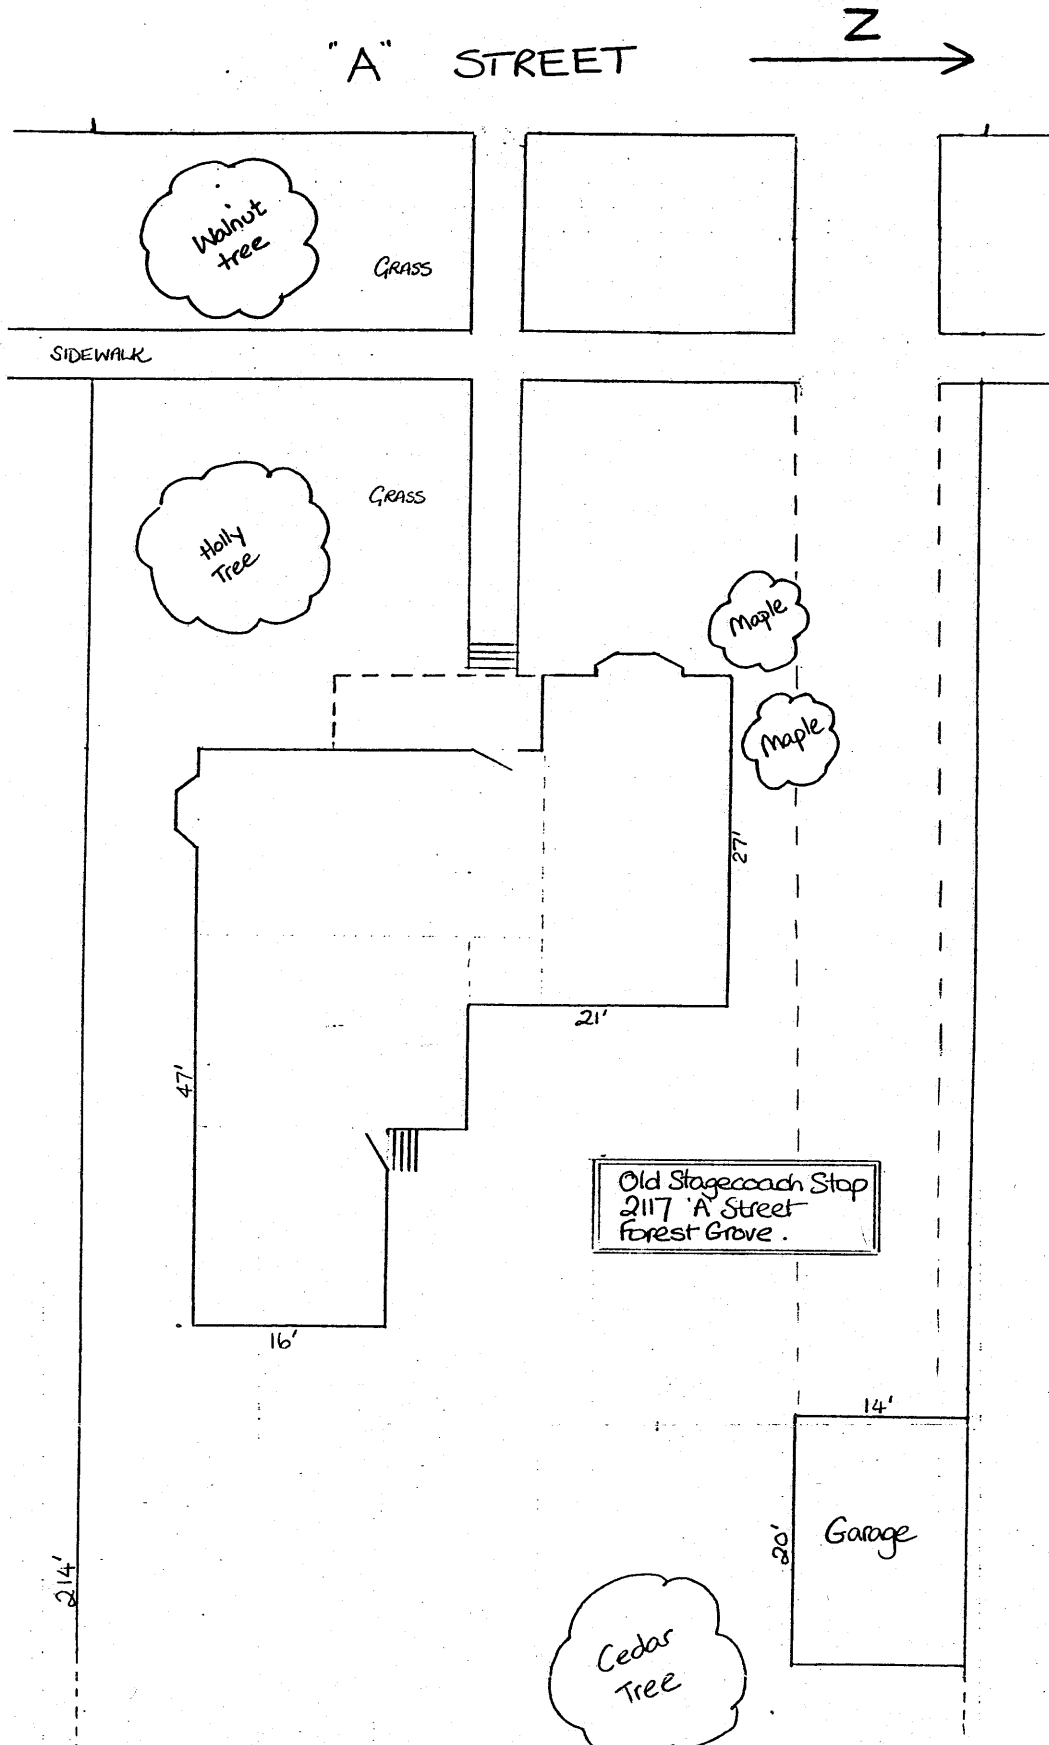 "A" STREET
N
Walnut
tree
GRASS
SIDEWALK
GRASS
Holly
Tree
Maple
Maple
27'
21'
47'
Old Stagecoach Stop
2117 'A' Street
Forest Grove.
16'
14'
Garage
20'
214'
Cedar
Tree